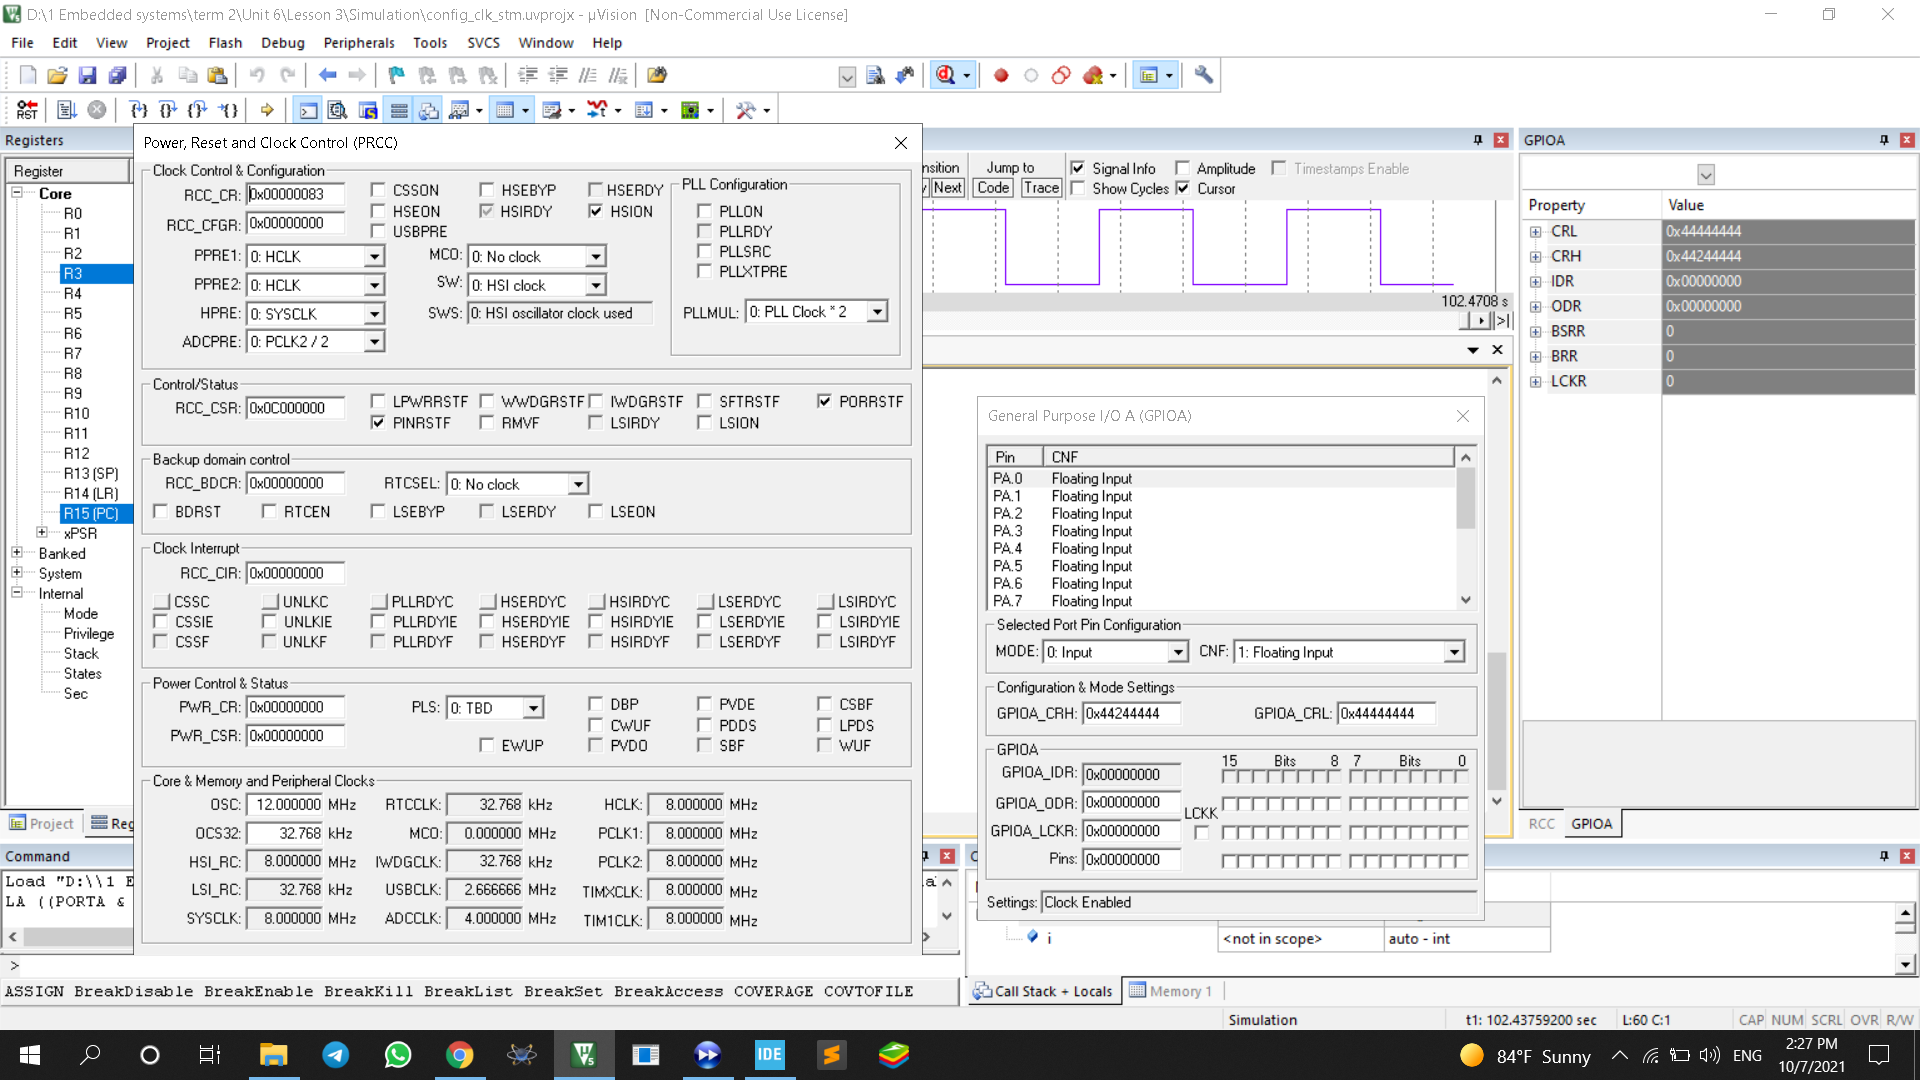 D:\1 Embedded systems\term 2\Unit 6\Lesson 3\Simulation\config_clk_stm.uvprojx - µVision [Non-Commercial Use License]
File Edit View Project Flash Debug Peripherals Tools SVCS Window Help
RST
Registers
Register
Core
R0
R1
R2
R3
R4
R5
R6
R7
R8
R9
R10
R11
R12
R13 (SP)
R14 (LR)
R15 (PC)
xPSR
Banked
System
Internal
Mode
Privilege
Stack
States
Sec
Project
Reg
Power, Reset and Clock Control (PRCC)
Clock Control & Configuration
RCC_CR: 0x00000083 CSSON HSEBYP HSERDY
HSEON HSIRDY HSION
RCC_CFGR: 0x00000000 USBPRE
PPRE1: 0: HCLK MCO: 0: No clock
PPRE2: 0: HCLK SW: 0: HSI clock
HPRE: 0: SYSCLK SWS: 0: HSI oscillator clock used
ADCPRE: 0: PCLK2 / 2
PLL Configuration
PLLON
PLLRDY
PLLSRC
PLLXTPRE
PLLMUL: 0: PLL Clock * 2
Control/Status
RCC_CSR: 0x0C000000 LPWRRSTF WWDGRSTF IWDGRSTF SFTRSTF PORRSTF
PINRSTF RMVF LSIRDY LSION
Backup domain control
RCC_BDCR: 0x00000000 RTCSEL: 0: No clock
BDRST RTCEN LSEBYP LSERDY LSEON
Clock Interrupt
RCC_CIR: 0x00000000
CSSC UNLKC PLLRDYC HSERDYC HSIRDYC LSERDYC LSIRDYC
CSSIE UNLKIE PLLRDYIE HSERDYIE HSIRDYIE LSERDYIE LSIRDYIE
CSSF UNLKF PLLRDYF HSERDYF HSIRDYF LSERDYF LSIRDYF
Power Control & Status
PWR_CR: 0x00000000 PLS: 0: TBD DBP PVDE CSBF
CWUF PDDS LPDS
PWR_CSR: 0x00000000 EWUP PVDO SBF WUF
Core & Memory and Peripheral Clocks
OSC: 12.000000 MHz RTCCLK: 32.768 kHz HCLK: 8.000000 MHz
OCS32: 32.768 kHz MCO: 0.000000 MHz PCLK1: 8.000000 MHz
HSI_RC: 8.000000 MHz IWDGCLK: 32.768 kHz PCLK2: 8.000000 MHz
LSI_RC: 32.768 kHz USBCLK: 2.666666 MHz TIMXCLK: 8.000000 MHz
SYSCLK: 8.000000 MHz ADCCLK: 4.000000 MHz TIM1CLK: 8.000000 MHz
nsition Jump to Signal Info Amplitude Timestamps Enable
Next Code Trace Show Cycles Cursor
102.4708 s
General Purpose I/O A (GPIOA)
Pin CNF
PA.0 Floating Input
PA.1 Floating Input
PA.2 Floating Input
PA.3 Floating Input
PA.4 Floating Input
PA.5 Floating Input
PA.6 Floating Input
PA.7 Floating Input
Selected Port Pin Configuration
MODE: 0: Input CNF: 1: Floating Input
Configuration & Mode Settings
GPIOA_CRH: 0x44244444 GPIOA_CRL: 0x44444444
GPIOA
15 Bits 8 7 Bits 0
GPIOA_IDR: 0x00000000
GPIOA_ODR: 0x00000000 LCKK
GPIOA_LCKR: 0x00000000
Pins: 0x00000000
Settings: Clock Enabled
GPIOA
Property Value
CRL 0x44444444
CRH 0x44244444
IDR 0x00000000
ODR 0x00000000
BSRR 0
BRR 0
LCKR 0
RCC GPIOA
Command
Load "D:\\1 E
LA ((PORTA &
>
ASSIGN BreakDisable BreakEnable BreakKill BreakList BreakSet BreakAccess COVERAGE COVTOFILE
i <not in scope> auto - int
Call Stack + Locals Memory 1
Simulation t1: 102.43759200 sec L:60 C:1 CAP NUM SCRL OVR R/W
IDE
84°F Sunny ENG
2:27 PM
10/7/2021